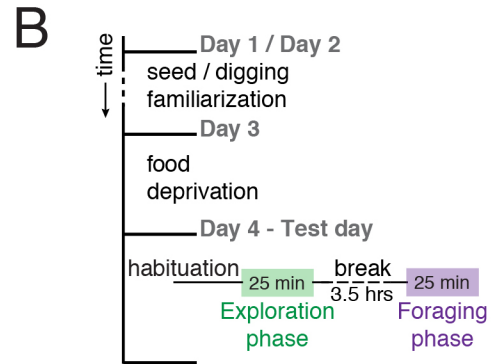 B
time
Day 1 / Day 2
seed / digging
familiarization
Day 3
food
deprivation
Day 4 - Test day
habituation
25 min
break
25 min
3.5 hrs
Exploration
phase
Foraging
phase